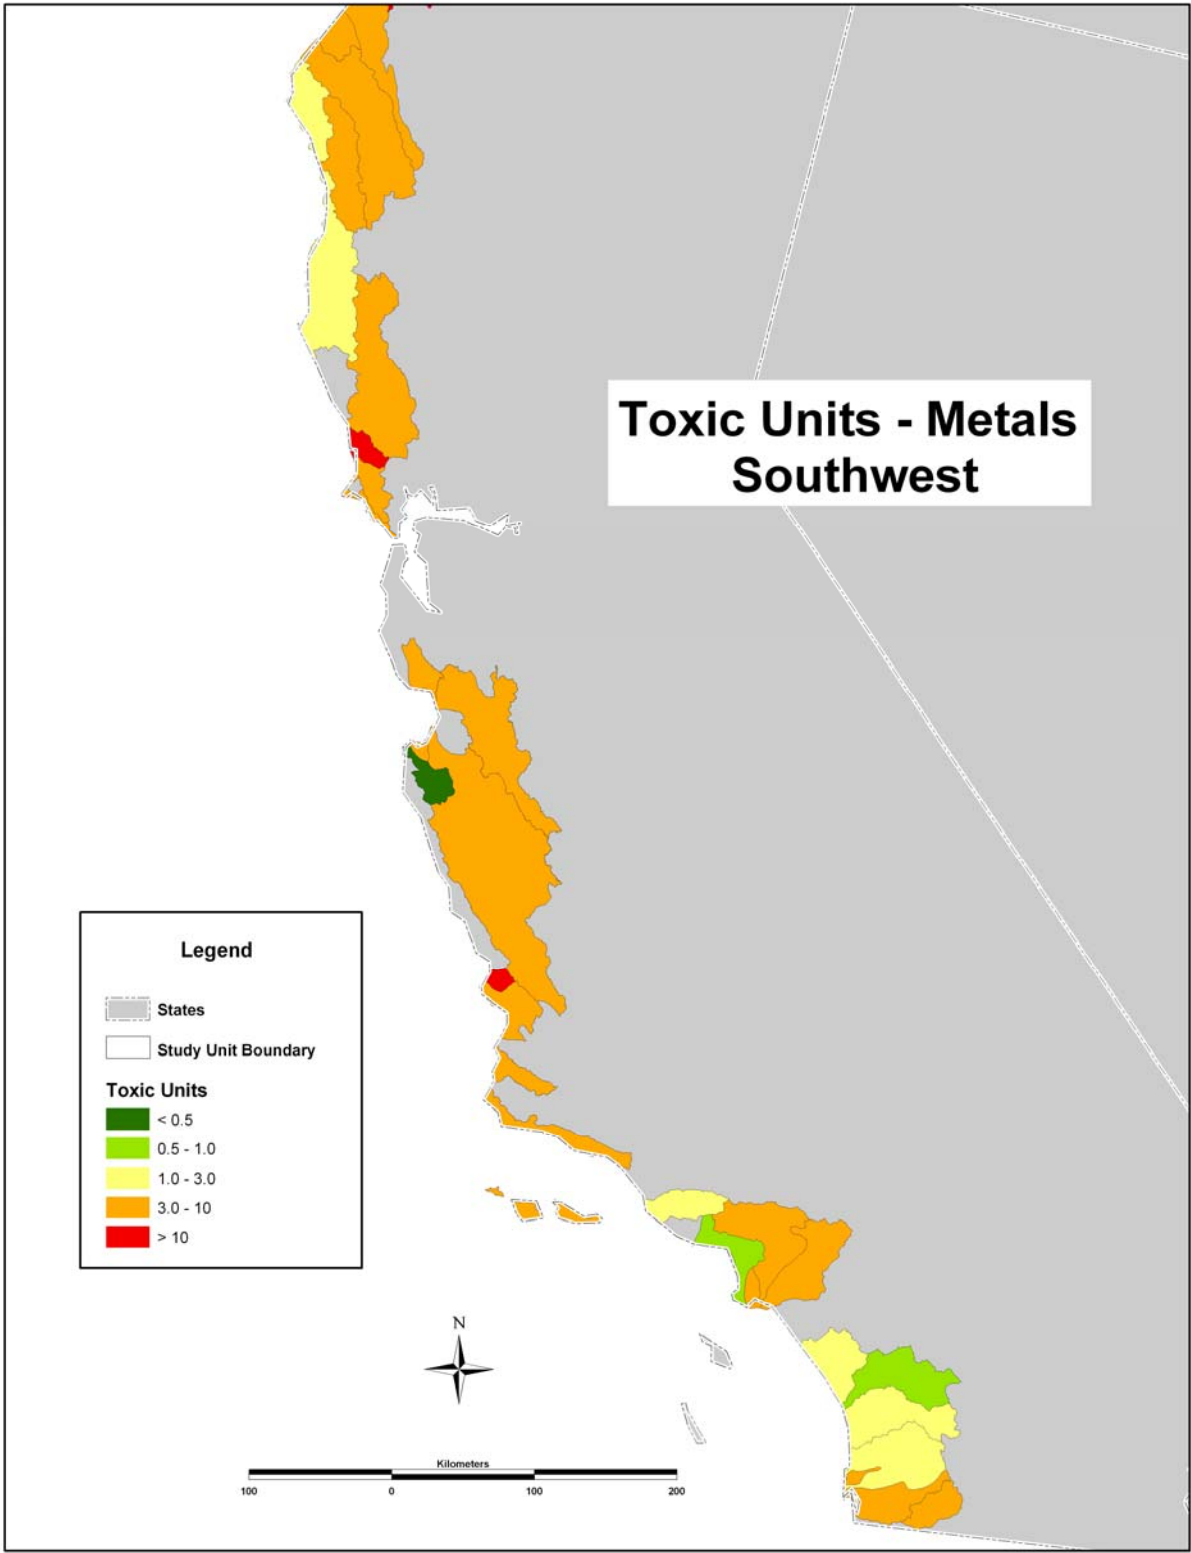 Toxic Units - Metals
Southwest
Legend
States
Study Unit Boundary
Toxic Units
< 0.5
0.5 - 1.0
1.0 - 3.0
3.0 - 10
> 10
N
Kilometers
100 0 100 200